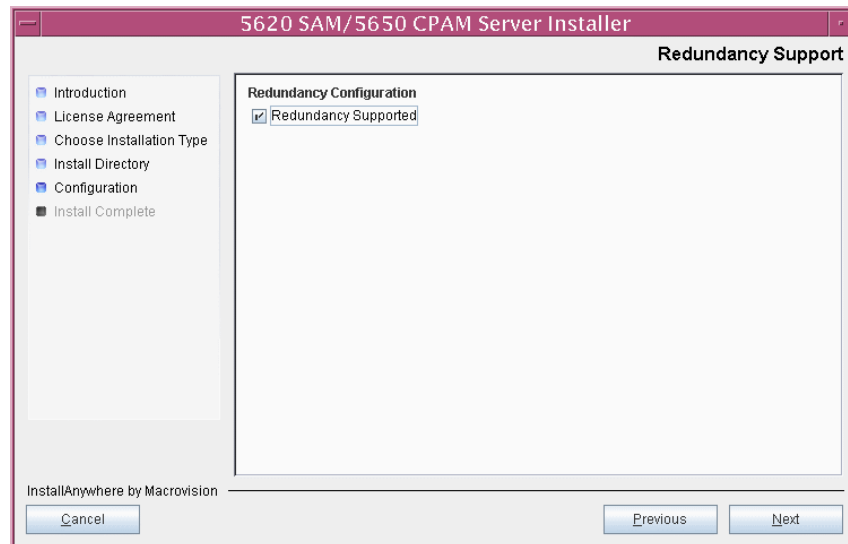 5620 SAM/5650 CPAM Server Installer
Redundancy Support
Introduction
License Agreement
Choose Installation Type
Install Directory
Configuration
Install Complete
Redundancy Configuration
Redundancy Supported
InstallAnywhere by Macrovision
Cancel
Previous
Next